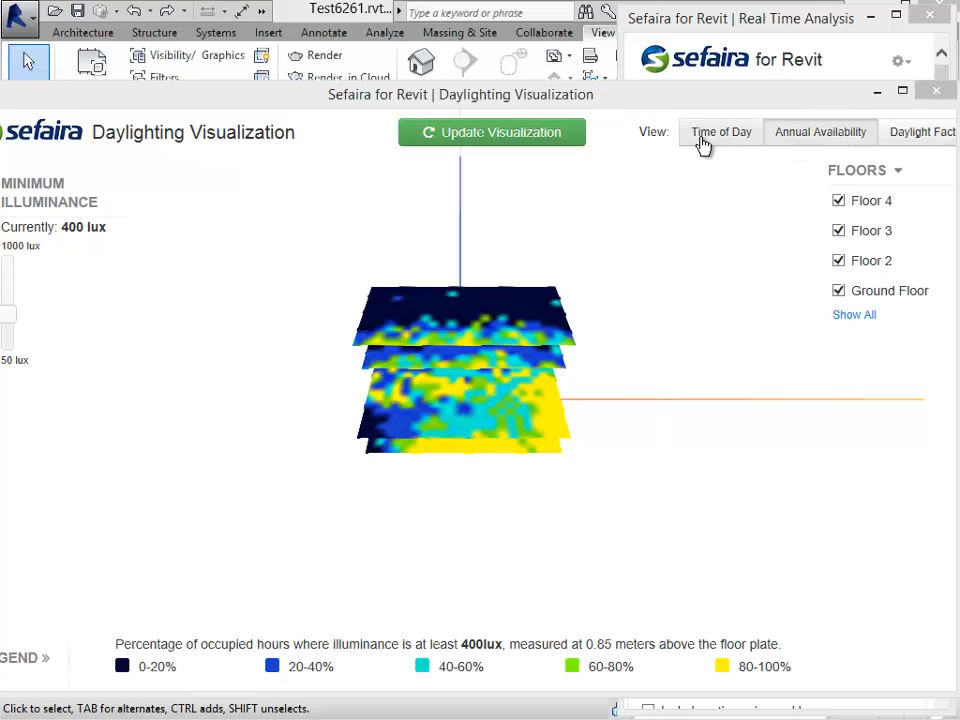 Test6261.rvt...
Type a keyword or phrase
Sefaira for Revit | Real Time Analysis
Architecture
Structure
Systems
Insert
Annotate
Analyze
Massing & Site
Collaborate
View
Visibility/ Graphics
Render
sefaira for Revit
Filters
Render in Cloud
Sefaira for Revit | Daylighting Visualization
sefaira Daylighting Visualization
Update Visualization
View:
Time of Day
Annual Availability
Daylight Fact
MINIMUM
ILLUMINANCE
Currently: 400 lux
1000 lux
50 lux
FLOORS
Floor 4
Floor 3
Floor 2
Ground Floor
Show All
GEND »
Percentage of occupied hours where illuminance is at least 400lux, measured at 0.85 meters above the floor plate.
0-20%
20-40%
40-60%
60-80%
80-100%
Click to select, TAB for alternates, CTRL adds, SHIFT unselects.